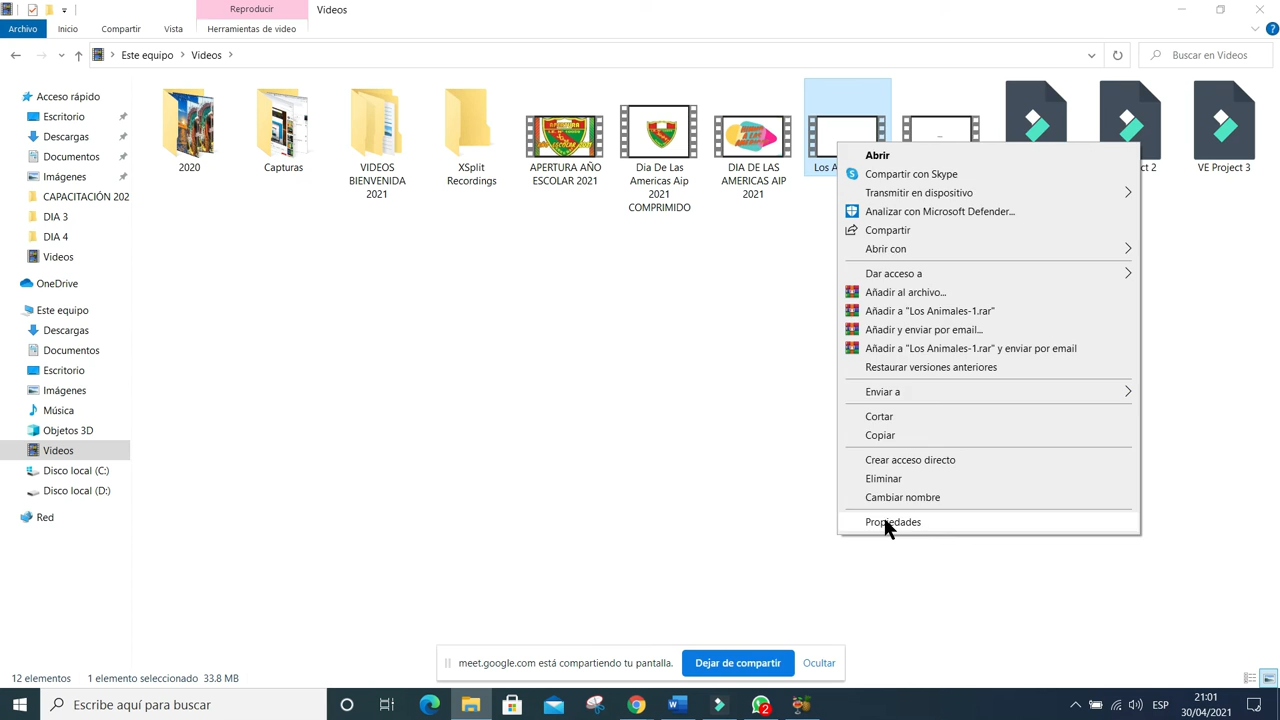 Reproducir
Videos
Archivo
Inicio
Compartir
Vista
Herramientas de video
Este equipo
Videos
Buscar en Videos
Acceso rápido
Escritorio
Descargas
Documentos
Imágenes
CAPACITACIÓN 202
DIA 3
DIA 4
Videos
OneDrive
Este equipo
Descargas
Documentos
Escritorio
Imágenes
Música
Objetos 3D
Videos
Disco local (C:)
Disco local (D:)
Red
2020
Capturas
VIDEOS
BIENVENIDA
2021
XSplit
Recordings
APERTURA AÑO
ESCOLAR 2021
Dia De Las
Americas Aip
2021
COMPRIMIDO
DIA DE LAS
AMERICAS AIP
2021
Los A
ect 2
VE Project 3
Abrir
Compartir con Skype
Transmitir en dispositivo
Analizar con Microsoft Defender...
Compartir
Abrir con
Dar acceso a
Añadir al archivo...
Añadir a "Los Animales-1.rar"
Añadir y enviar por email...
Añadir a "Los Animales-1.rar" y enviar por email
Restaurar versiones anteriores
Enviar a
Cortar
Copiar
Crear acceso directo
Eliminar
Cambiar nombre
Propiedades
meet.google.com está compartiendo tu pantalla.
Dejar de compartir
Ocultar
12 elementos
1 elemento seleccionado 33.8 MB
Escribe aquí para buscar
2
ESP
21:01
30/04/2021